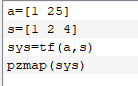 a=[1 25]
s=[1 2 4]
sys=tf(a,s)
pzmap(sys)